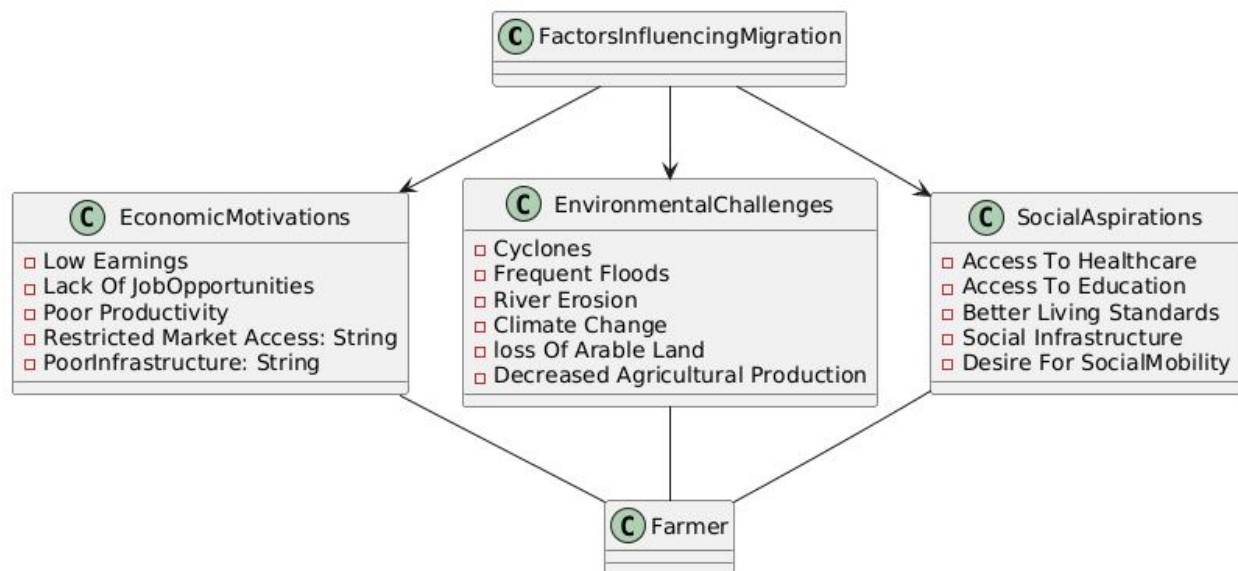 C FactorsInfluencingMigration
C EconomicMotivations
Low Earnings
Lack Of JobOpportunities
Poor Productivity
Restricted Market Access: String
PoorInfrastructure: String
C EnvironmentalChallenges
Cyclones
Frequent Floods
River Erosion
Climate Change
loss Of Arable Land
Decreased Agricultural Production
C SocialAspirations
Access To Healthcare
Access To Education
Better Living Standards
Social Infrastructure
Desire For SocialMobility
C Farmer